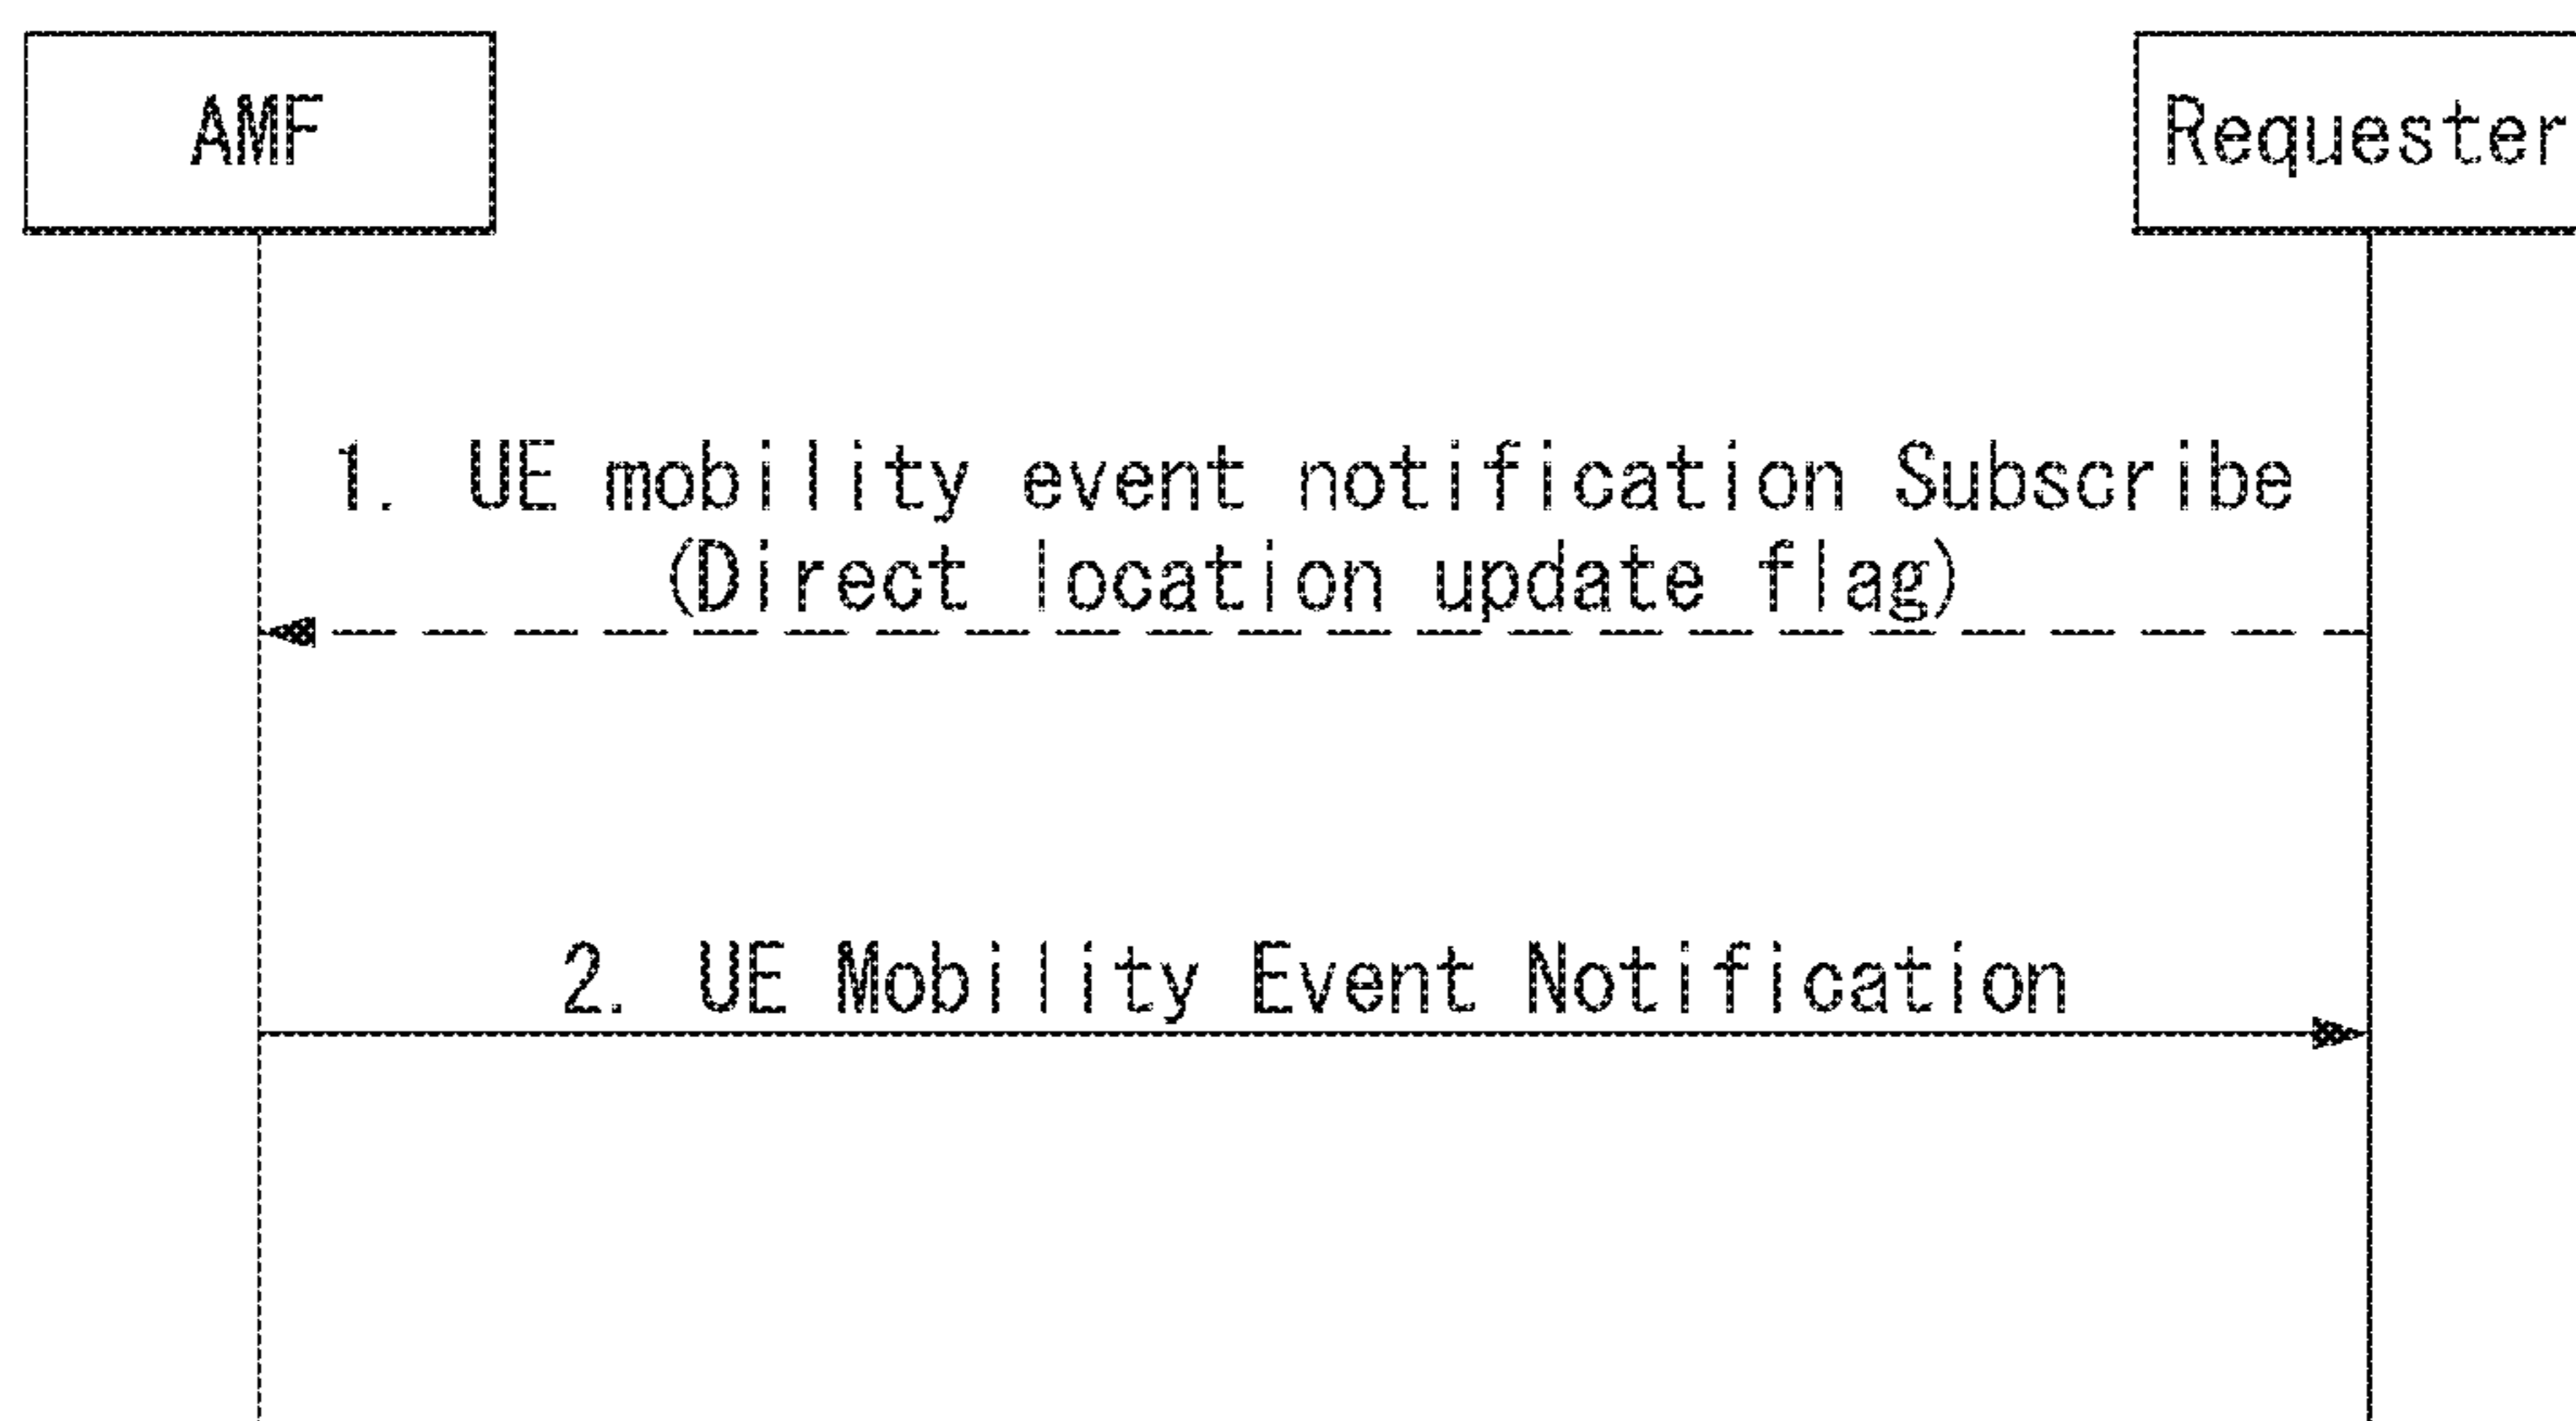 AMF
Requester
1. UE mobility event notification Subscribe
(Direct location update flag)
2. UE Mobility Event Notification